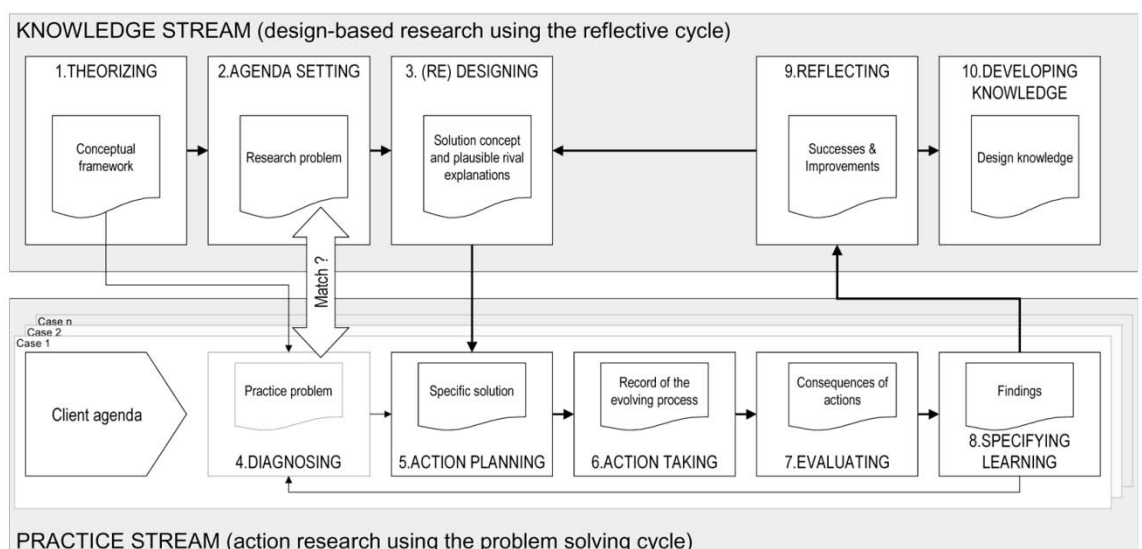 KNOWLEDGE STREAM (design-based research using the reflective cycle)
1.THEORIZING
Conceptual
framework
2.AGENDA SETTING
Research problem
3. (RE) DESIGNING
Solution concept
and plausible rival
explanations
9.REFLECTING
Successes &
Improvements
10.DEVELOPING
KNOWLEDGE
Design knowledge
Match ?
Case n
Case 2
Case 1
Client agenda
Practice problem
4.DIAGNOSING
Specific solution
5.ACTION PLANNING
Record of the
evolving process
6.ACTION TAKING
Consequences of
actions
7.EVALUATING
Findings
8.SPECIFYING
LEARNING
PRACTICE STREAM (action research using the problem solving cycle)